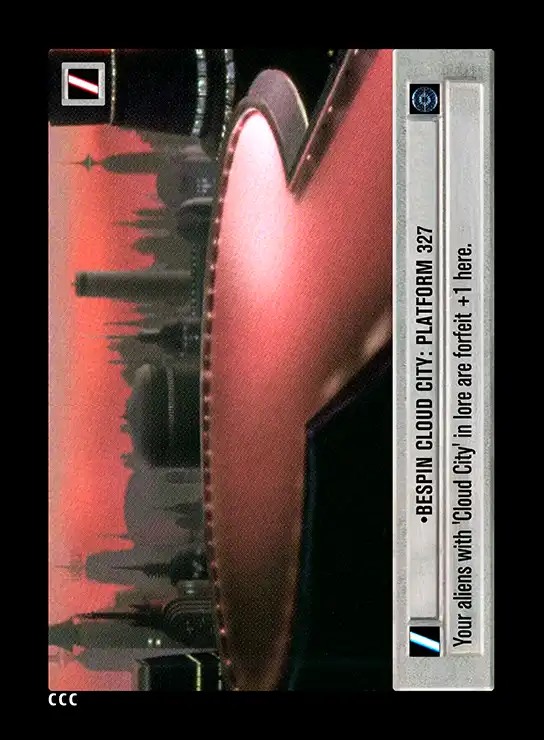 •BESPIN CLOUD CITY: PLATFORM 327
Your aliens with 'Cloud City' in lore are forfeit +1 here.
CCC